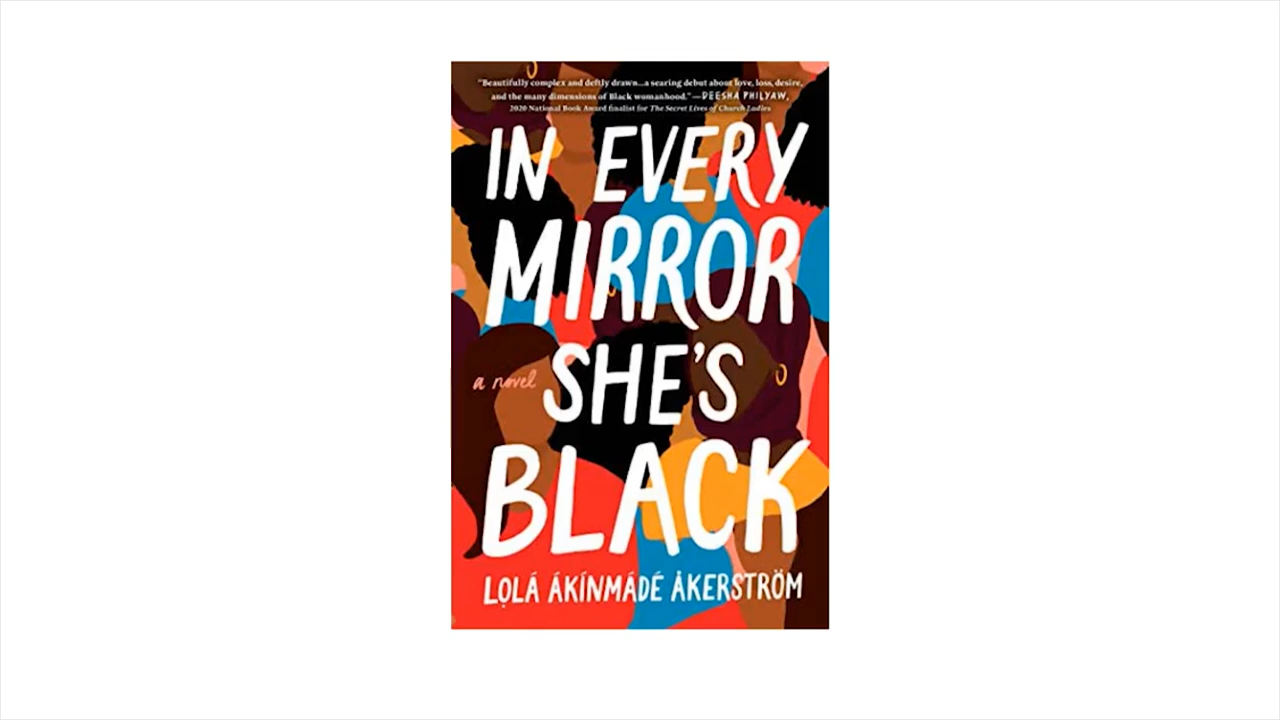 "Beautifully complex and deftly drawn...a searing debut about love, loss, desire,
and the many dimensions of Black womanhood." —DEESHA PHILYAW,
2020 National Book Award finalist for The Secret Lives of Church Ladies
IN EVERY
MIRROR
a novel SHE'S
BLACK
LỌLÁ ÁKÍNMÁDÉ ÅKERSTRÖM